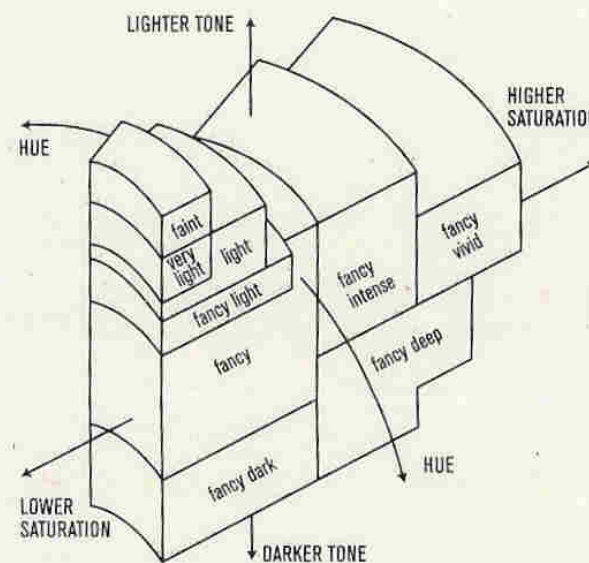 LIGHTER TONE
HIGHER
SATURATION
HUE
faint
very
light
light
fancy light
fancy
fancy
intense
fancy
vivid
fancy deep
fancy dark
HUE
LOWER
SATURATION
DARKER TONE